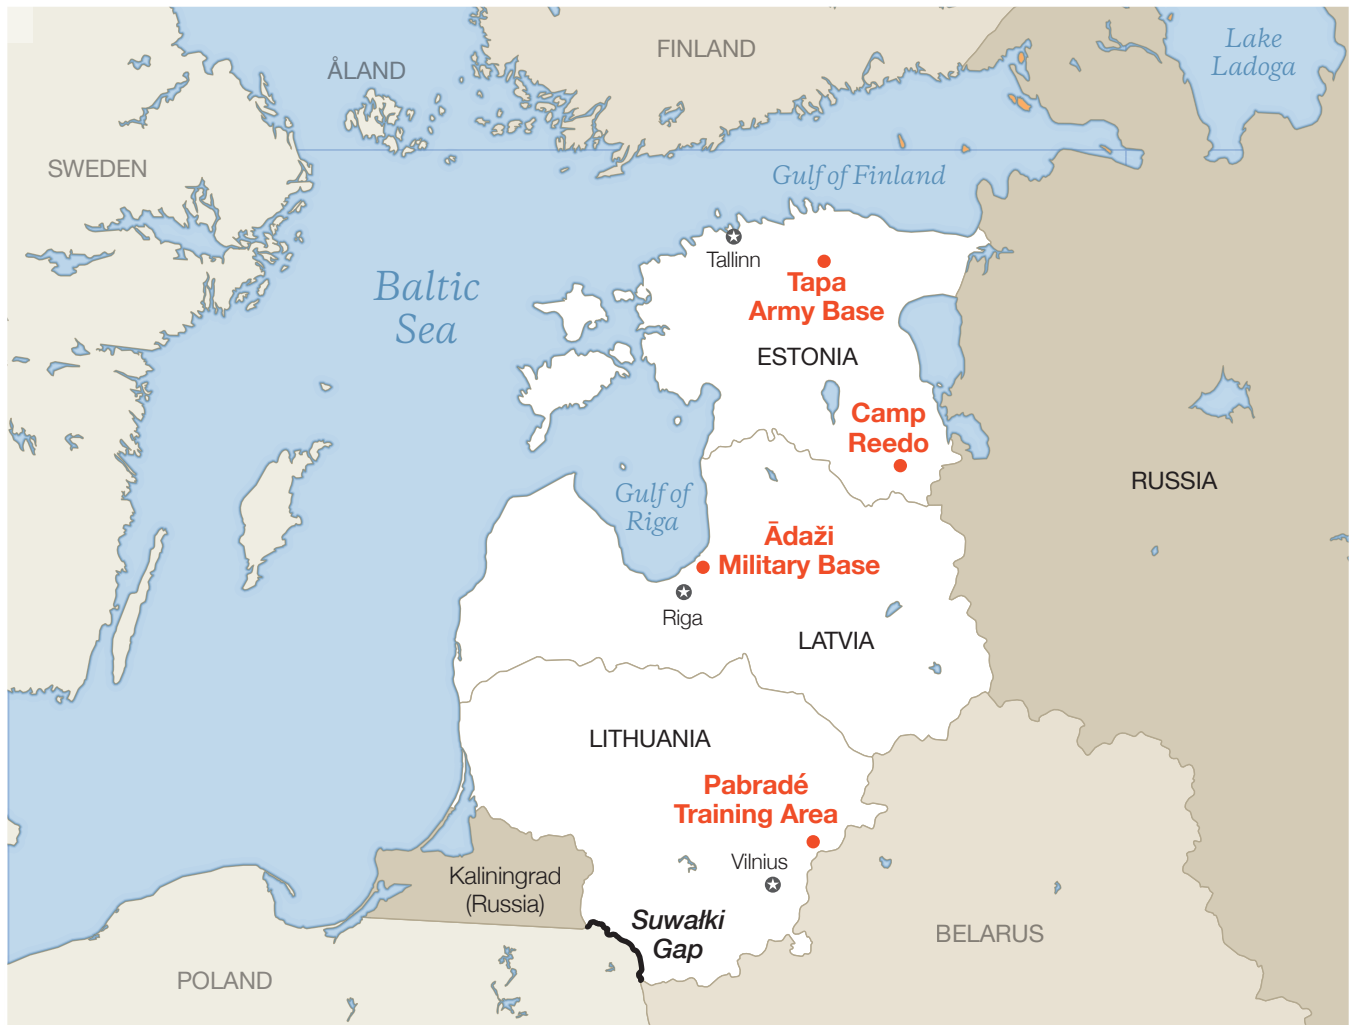 Lake
Ladoga
FINLAND
ÅLAND
SWEDEN
Gulf of Finland
Tallinn
Tapa
Army Base
Baltic
Sea
ESTONIA
Camp
Reedo
RUSSIA
Gulf of
Riga
Ādaži
Military Base
Riga
LATVIA
LITHUANIA
Pabradé
Training Area
Vilnius
Kaliningrad
(Russia)
Suwałki
Gap
BELARUS
POLAND